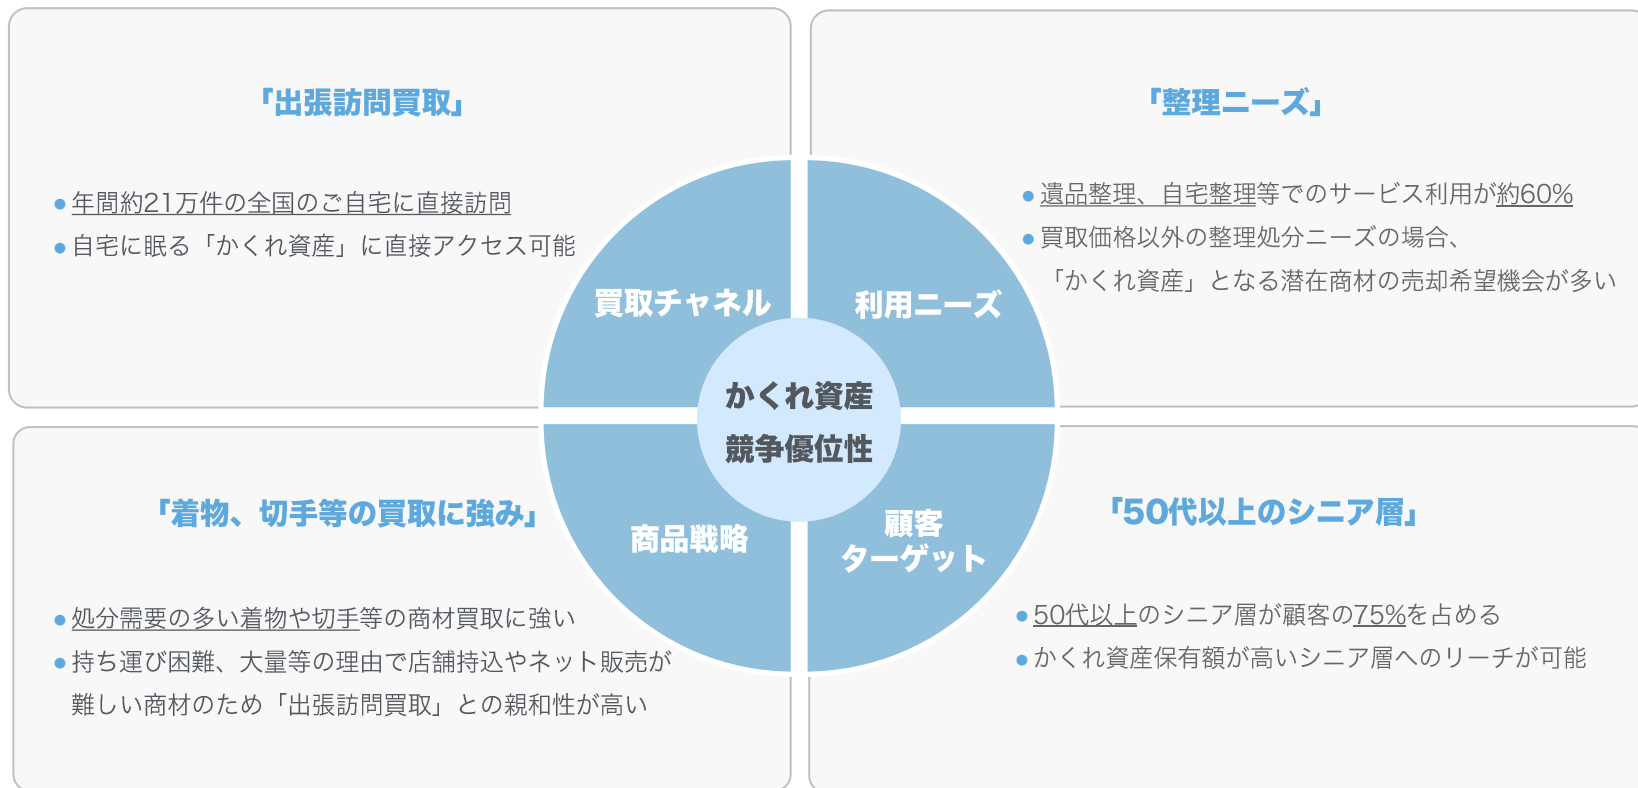 「出張訪問買取」
●年間約21万件の全国のご自宅に直接訪問
●自宅に眠る「かくれ資産」に直接アクセス可能
「整理ニーズ」
●遺品整理、自宅整理等でのサービス利用が約60%
●買取価格以外の整理処分ニーズの場合、
「かくれ資産」となる潜在商材の売却希望機会が多い
買取チャネル
利用ニーズ
かくれ資産
競争優位性
商品戦略
顧客
ターゲット
「着物、切手等の買取に強み」
●処分需要の多い着物や切手等の商材買取に強い
●持ち運び困難、大量等の理由で店舗持込やネット販売が
難しい商材のため「出張訪問買取」との親和性が高い
「50代以上のシニア層」
●50代以上のシニア層が顧客の75%を占める
●かくれ資産保有額が高いシニア層へのリーチが可能